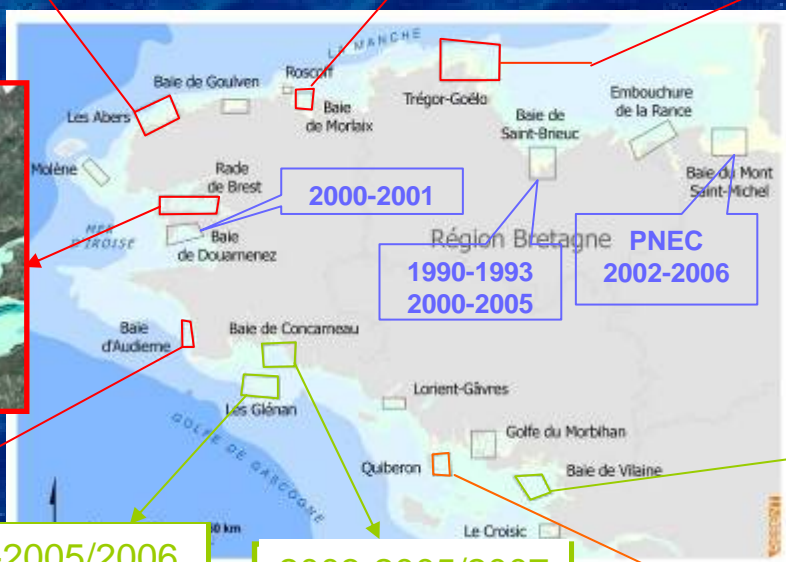 LA MANCHE
Roscoff
Baie de Goulven
Trégor-Goëlo
Embouchure
de la Rance
Les Abers
Baie
de Morlaix
Baie de
Saint-Brieuc
Molène
Rade
de Brest
Baie du Mont
Saint-Michel
2000-2001
MER
D'IROISE
Baie
de Douarnenez
Région Bretagne
PNEC
2002-2006
1990-1993
2000-2005
Baie
d'Audierne
Baie de Concarneau
Lorient-Gâvres
Les Glénan
GOLFE DE GASCOGNE
Golfe du Morbihan
Quiberon
Baie de Vilaine
Le Croisic
km
2005/2006